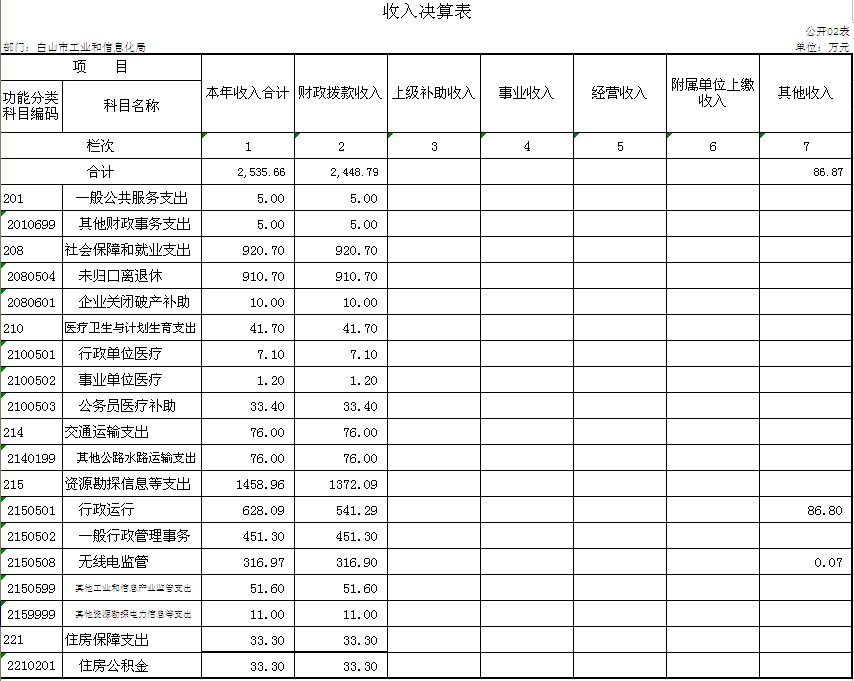 收入决算表
公开02表
部门：白山市工业和信息化局
单位：万元
项 目 本年收入合计 财政拨款收入 上级补助收入 事业收入 经营收入 附属单位上缴收入 其他收入
功能分类科目编码 科目名称
栏次 1 2 3 4 5 6 7
合计 2,535.66 2,448.79 86.87
201 一般公共服务支出 5.00 5.00
2010699 其他财政事务支出 5.00 5.00
208 社会保障和就业支出 920.70 920.70
2080504 未归口离退休 910.70 910.70
2080601 企业关闭破产补助 10.00 10.00
210 医疗卫生与计划生育支出 41.70 41.70
2100501 行政单位医疗 7.10 7.10
2100502 事业单位医疗 1.20 1.20
2100503 公务员医疗补助 33.40 33.40
214 交通运输支出 76.00 76.00
2140199 其他公路水路运输支出 76.00 76.00
215 资源勘探信息等支出 1458.96 1372.09
2150501 行政运行 628.09 541.29 86.80
2150502 一般行政管理事务 451.30 451.30
2150508 无线电监管 316.97 316.90 0.07
2150599 其他工业和信息产业监管支出 51.60 51.60
2159999 其他资源勘探电力信息等支出 11.00 11.00
221 住房保障支出 33.30 33.30
2210201 住房公积金 33.30 33.30